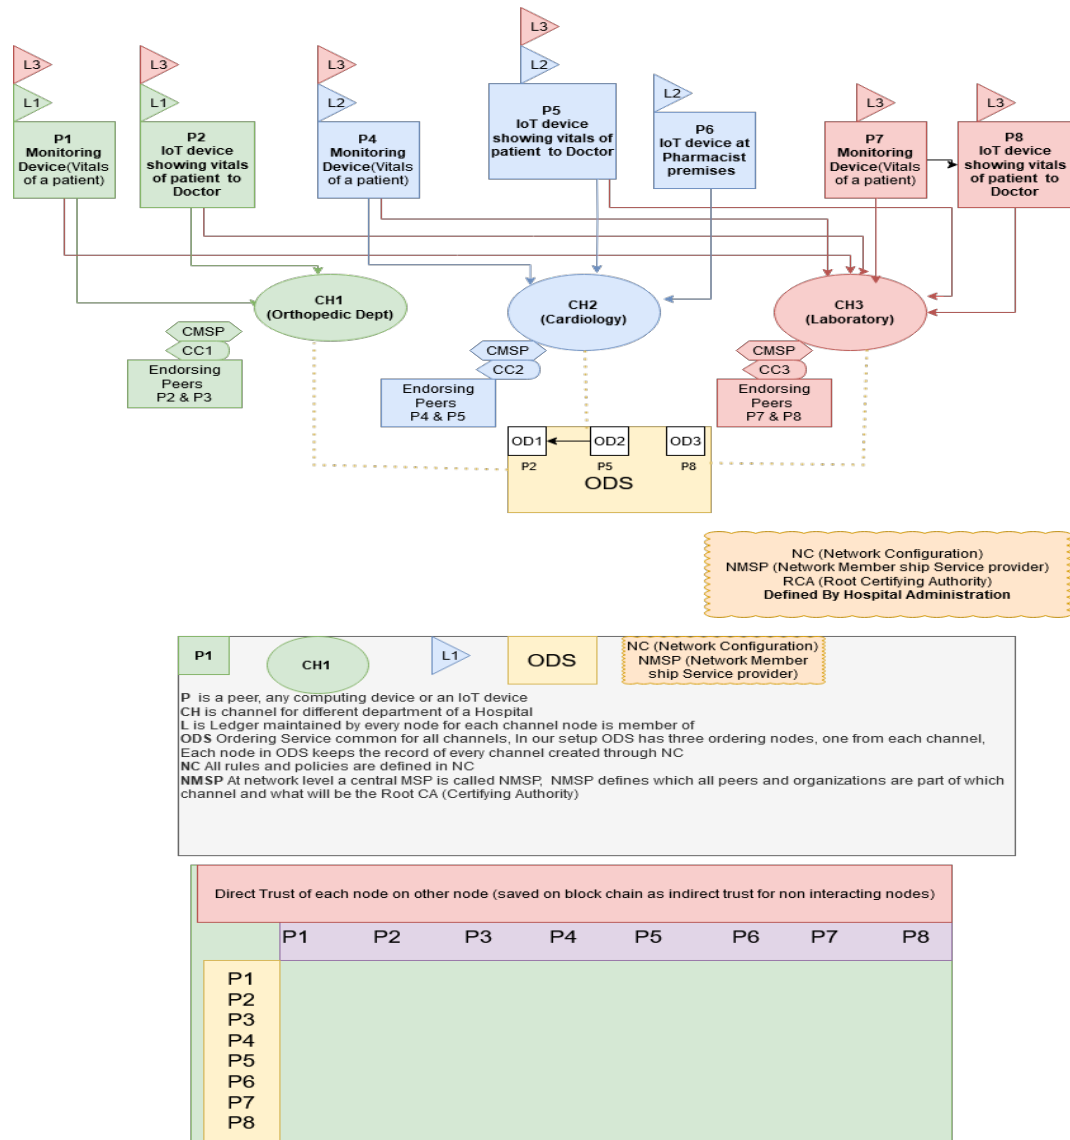 L3
L1
L3
L1
L3
L2
L3
L2
L2
L3
L3
P1
Monitoring
Device(Vitals
of a patient)
P2
IoT device
showing vitals
of patient to
Doctor
P4
Monitoring
Device(Vitals
of a patient)
P5
IoT device
showing vitals of
patient to Doctor
P6
IoT device at
Pharmacist
premises
P7
Monitoring
Device(Vitals
of a patient)
P8
IoT device
showing vitals
of patient to
Doctor
CH1
(Orthopedic Dept)
CH2
(Cardiology)
CH3
(Laboratory)
CMSP
CC1
Endorsing
Peers
P2 & P3
CMSP
CC2
Endorsing
Peers
P4 & P5
CMSP
CC3
Endorsing
Peers
P7 & P8
OD1
OD2
OD3
P2
P5
P8
ODS
NC (Network Configuration)
NMSP (Network Member ship Service provider)
RCA (Root Certifying Authority)
Defined By Hospital Administration
P1
CH1
L1
ODS
NC (Network Configuration)
NMSP (Network Member
ship Service provider)
P is a peer, any computing device or an IoT device
CH is channel for different department of a Hospital
L is Ledger maintained by every node for each channel node is member of
ODS Ordering Service common for all channels, In our setup ODS has three ordering nodes, one from each channel,
Each node in ODS keeps the record of every channel created through NC
NC All rules and policies are defined in NC
NMSP At network level a central MSP is called NMSP, NMSP defines which all peers and organizations are part of which
channel and what will be the Root CA (Certifying Authority)
Direct Trust of each node on other node (saved on block chain as indirect trust for non interacting nodes)
P1 P2 P3 P4 P5 P6 P7 P8
P1
P2
P3
P4
P5
P6
P7
P8